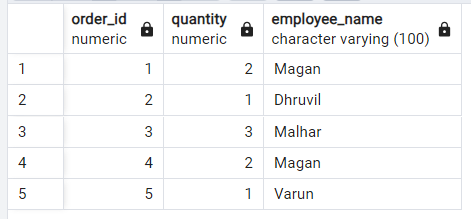 order_id quantity employee_name
numeric numeric character varying (100)
1 1 2 Magan
2 2 1 Dhruvil
3 3 3 Malhar
4 4 2 Magan
5 5 1 Varun